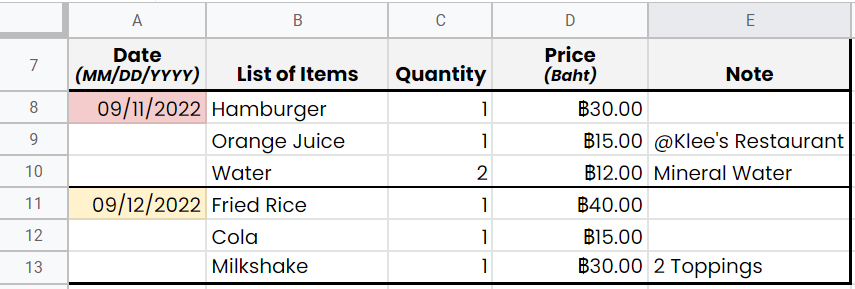 A B C D E
7 Date (MM/DD/YYYY) List of Items Quantity Price (Baht) Note
8 09/11/2022 Hamburger 1 ฿30.00
9 Orange Juice 1 ฿15.00 @Klee's Restaurant
10 Water 2 ฿12.00 Mineral Water
11 09/12/2022 Fried Rice 1 ฿40.00
12 Cola 1 ฿15.00
13 Milkshake 1 ฿30.00 2 Toppings